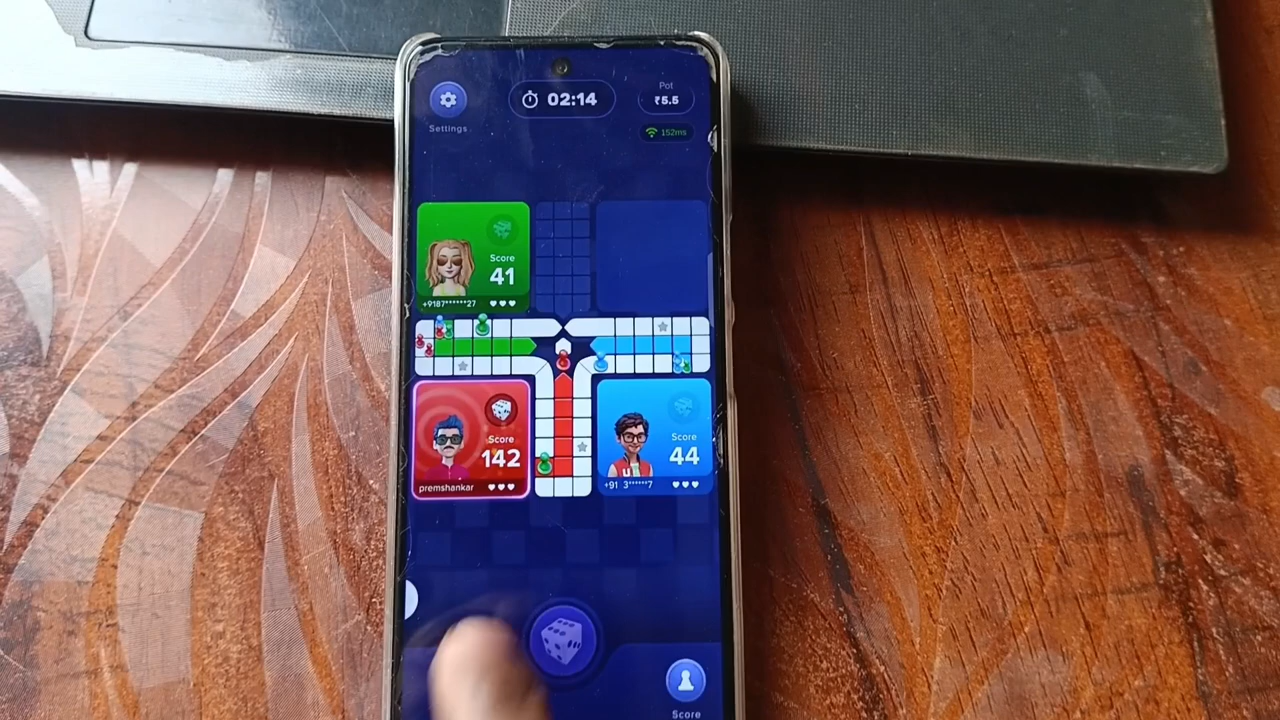 Pot
02:14
₹5.5
Settings
152ms
Score
41
+9187******27
Score
142
premshankar
Score
44
+91 3******7
Score